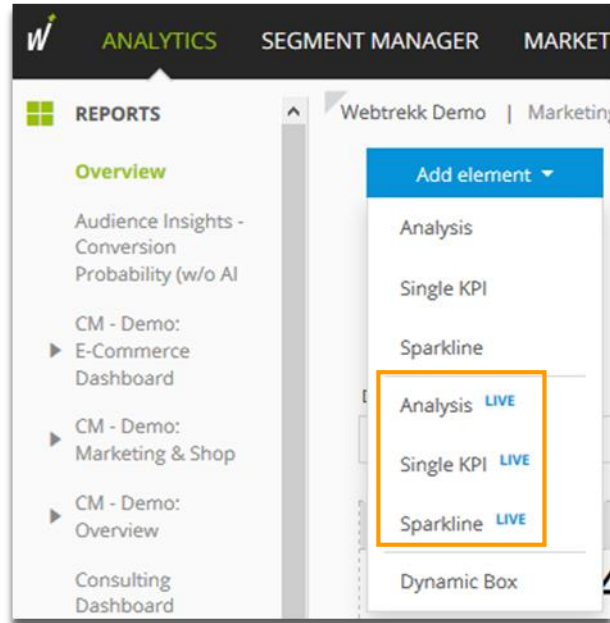 ANALYTICS SEGMENT MANAGER MARKET
REPORTS
Overview
Audience Insights -
Conversion
Probability (w/o AI
CM - Demo:
E-Commerce
Dashboard
CM - Demo:
Marketing & Shop
CM - Demo:
Overview
Consulting
Dashboard
Webtrekk Demo | Marketing
Add element
Analysis
Single KPI
Sparkline
Analysis LIVE
Single KPI LIVE
Sparkline LIVE
Dynamic Box